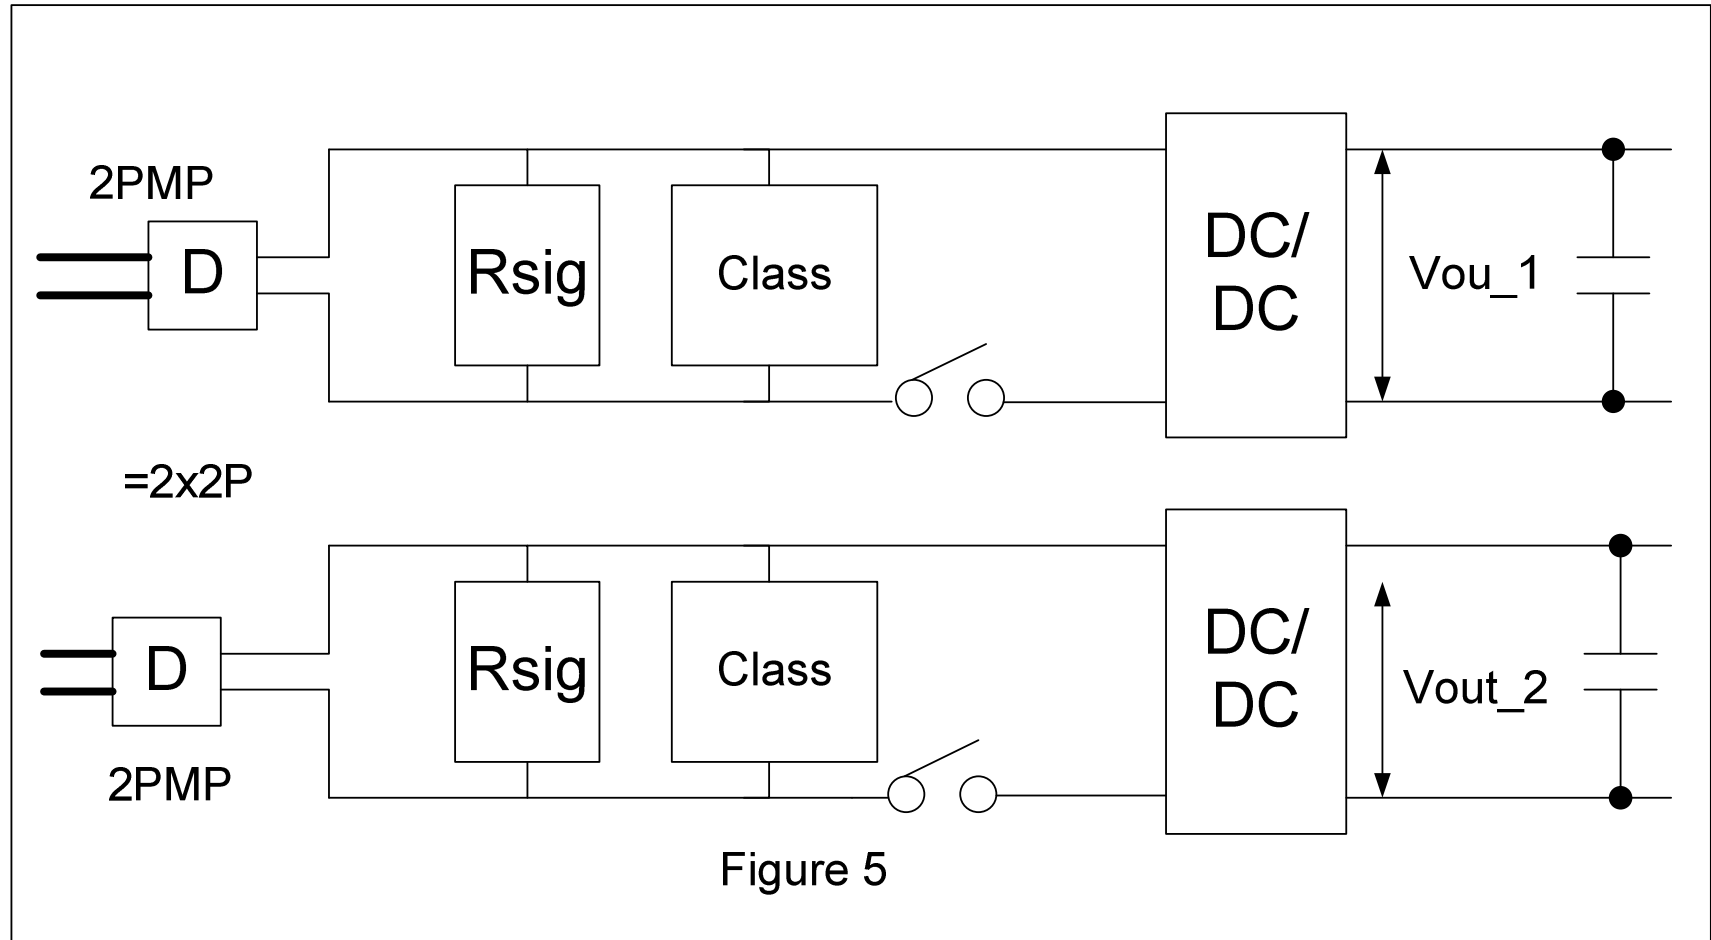 2PMP
D
Rsig
Class
DC/
DC
Vou_1
=2x2P
D
Rsig
Class
DC/
DC
Vout_2
2PMP
Figure 5